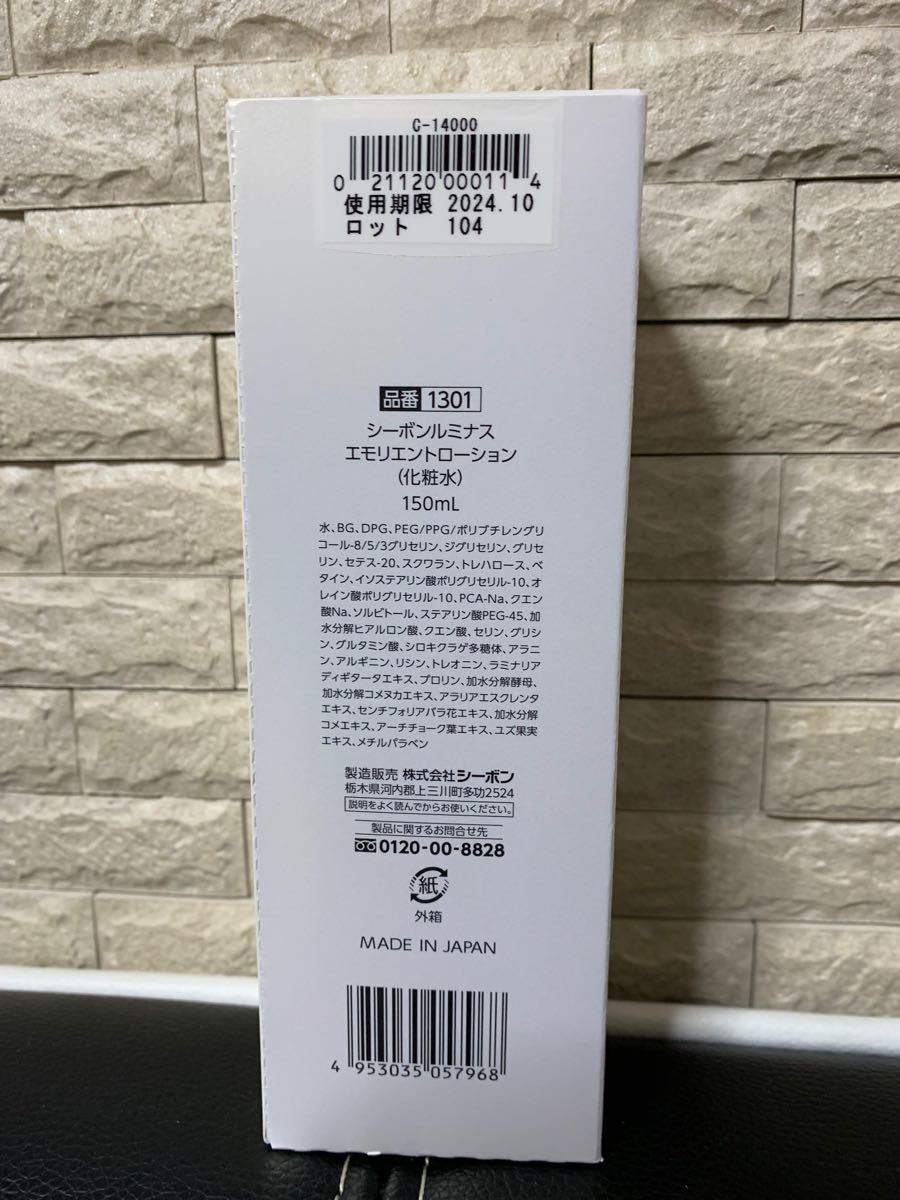 C-14000
0 21120 00011 4
使用期限 2024.10
ロット 104
品番 1301
シーボンルミナス
エモリエントローション
(化粧水)
150mL
水、BG、DPG、PEG/PPG/ポリブチレングリ
コール-8/5/3グリセリン、ジグリセリン、グリセ
リン、セテス-20、スクワラン、トレハロース、ベ
タイン、イソステアリン酸ポリグリセリル-10、オ
レイン酸ポリグリセリル-10、PCA-Na、クエン
酸Na、ソルビトール、ステアリン酸PEG-45、加
水分解ヒアルロン酸、クエン酸、セリン、グリシ
ン、グルタミン酸、シロキクラゲ多糖体、アラニ
ン、アルギニン、リシン、トレオニン、ラミナリア
ディギタータエキス、プロリン、加水分解酵母、
加水分解コメヌカエキス、アラリアエスクレンタ
エキス、センチフォリアバラ花エキス、加水分解
コメエキス、アーチチョーク葉エキス、ユズ果実
エキス、メチルパラベン
製造販売 株式会社シーボン
栃木県河内郡上三川町多功2524
説明をよく読んでからお使いください。
製品に関するお問合せ先
0120-00-8828
紙
外箱
MADE IN JAPAN
4 953035 057968